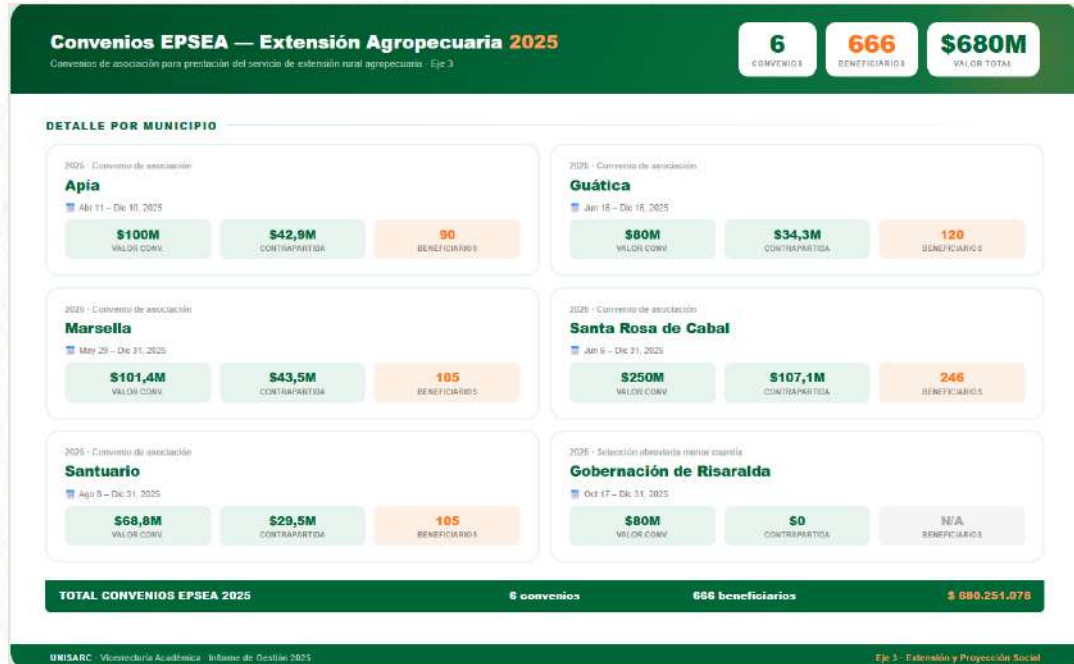 Convenios EPSEA — Extensión Agropecuaria 2025
Convenios de asociación para prestación del servicio de extensión rural agropecuaria · Eje 3
6
CONVENIOS
666
BENEFICIARIOS
$680M
VALOR TOTAL
DETALLE POR MUNICIPIO
2025 · Convenio de asociación
Apía
Abr 11 – Dic 10, 2025
$100M
VALOR CONV.
$42,9M
CONTRAPARTIDA
90
BENEFICIARIOS
2025 · Convenio de asociación
Guática
Jun 16 – Dic 16, 2025
$80M
VALOR CONV.
$34,3M
CONTRAPARTIDA
120
BENEFICIARIOS
2025 · Convenio de asociación
Marsella
May 29 – Dic 31, 2025
$101,4M
VALOR CONV.
$43,5M
CONTRAPARTIDA
105
BENEFICIARIOS
2025 · Convenio de asociación
Santa Rosa de Cabal
Jun 6 – Dic 31, 2025
$250M
VALOR CONV.
$107,1M
CONTRAPARTIDA
246
BENEFICIARIOS
2025 · Convenio de asociación
Santuario
Ago 8 – Dic 31, 2025
$68,8M
VALOR CONV.
$29,5M
CONTRAPARTIDA
105
BENEFICIARIOS
2025 · Selección abreviada menor cuantía
Gobernación de Risaralda
Oct 17 – Dic 31, 2025
$80M
VALOR CONV.
$0
CONTRAPARTIDA
N/A
BENEFICIARIOS
TOTAL CONVENIOS EPSEA 2025 6 convenios 666 beneficiarios $ 680.251.078
UNISARC · Vicerrectoría Académica · Informe de Gestión 2025 Eje 3 · Extensión y Proyección Social